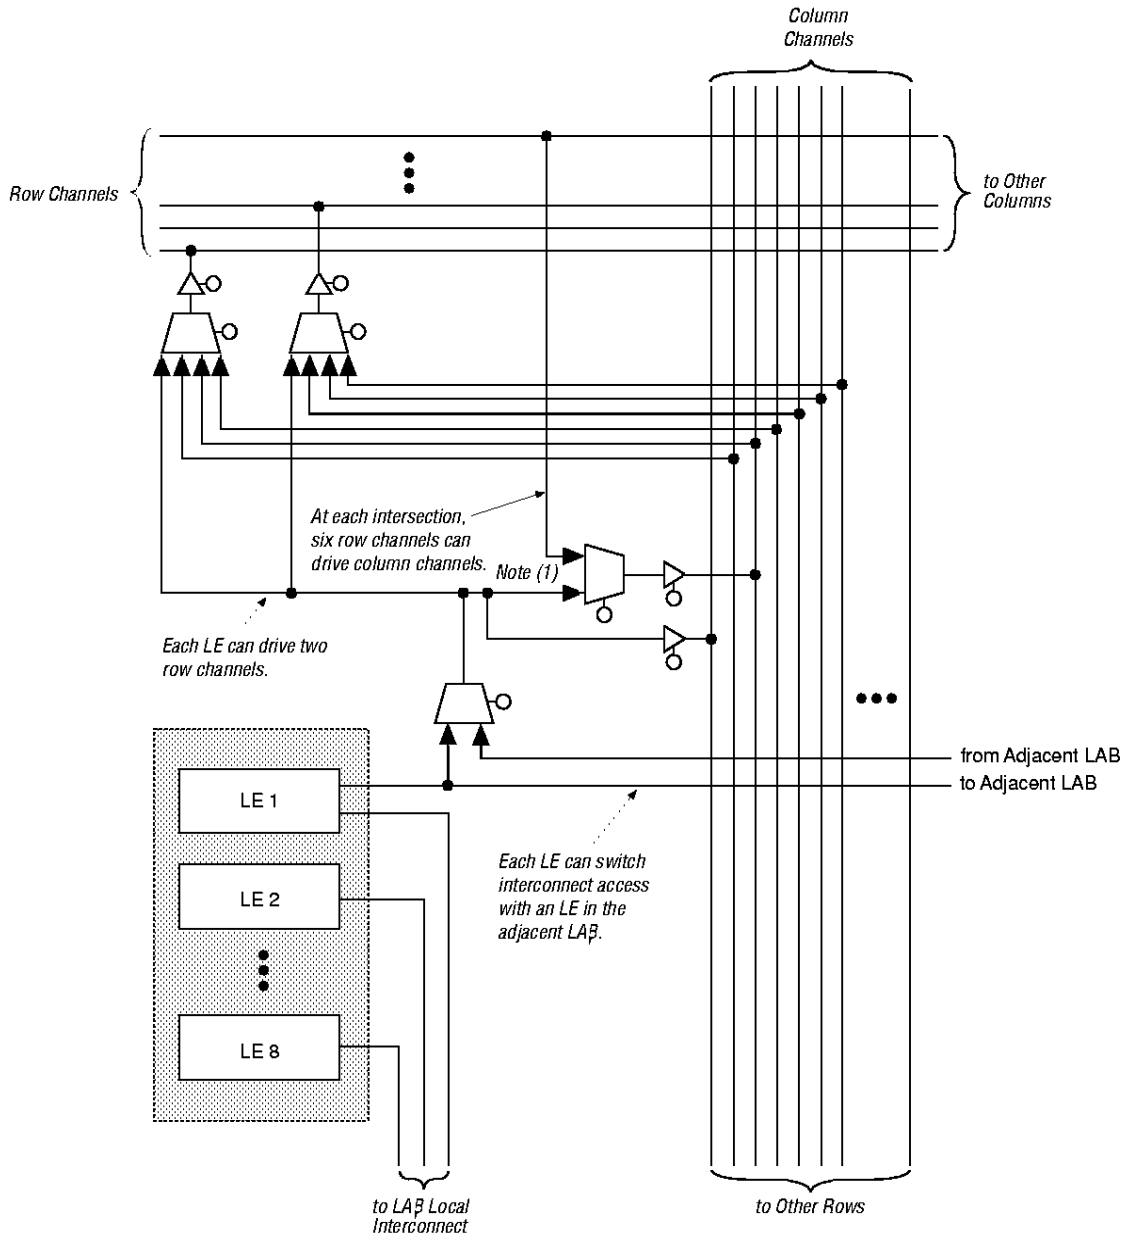 Column
Channels
Row Channels
to Other
Columns
At each intersection,
six row channels can
drive column channels.
Note (1)
Each LE can drive two
row channels.
from Adjacent LAB
to Adjacent LAB
LE 1
Each LE can switch
interconnect access
with an LE in the
adjacent LAB.
LE 2
LE 8
to LAB Local
Interconnect
to Other Rows